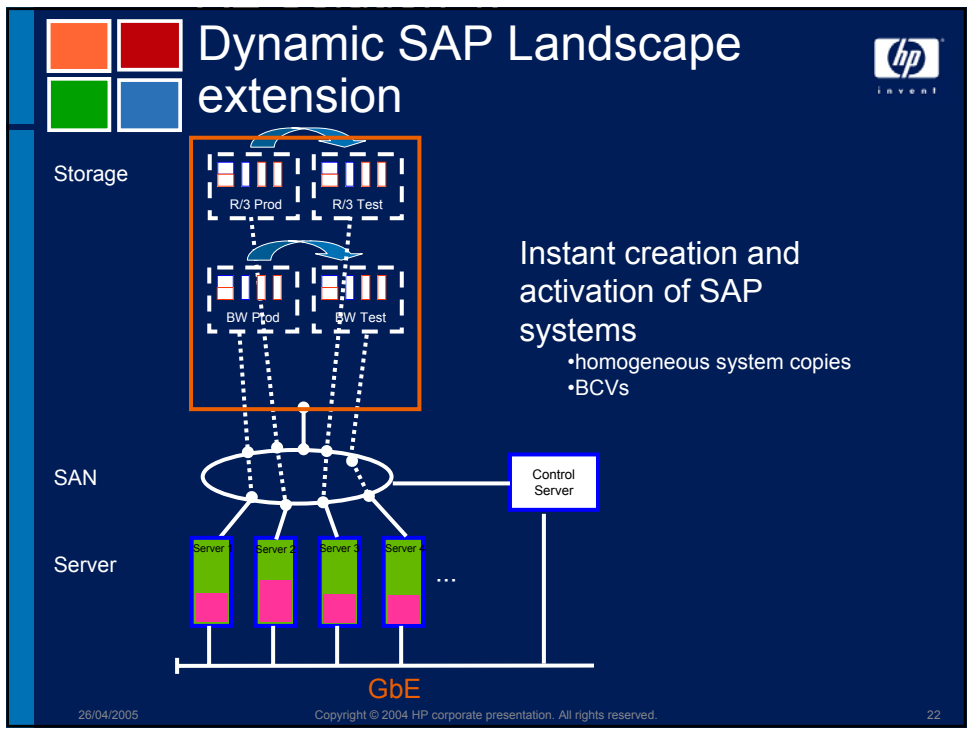 Dynamic SAP Landscape
extension
hp
invent
Storage
R/3 Prod
R/3 Test
BW Prod
BW Test
Instant creation and
activation of SAP
systems
•homogeneous system copies
•BCVs
SAN
Control
Server
Server
Server 1
Server 2
Server 3
Server 4
...
GbE
26/04/2005
Copyright © 2004 HP corporate presentation. All rights reserved.
22